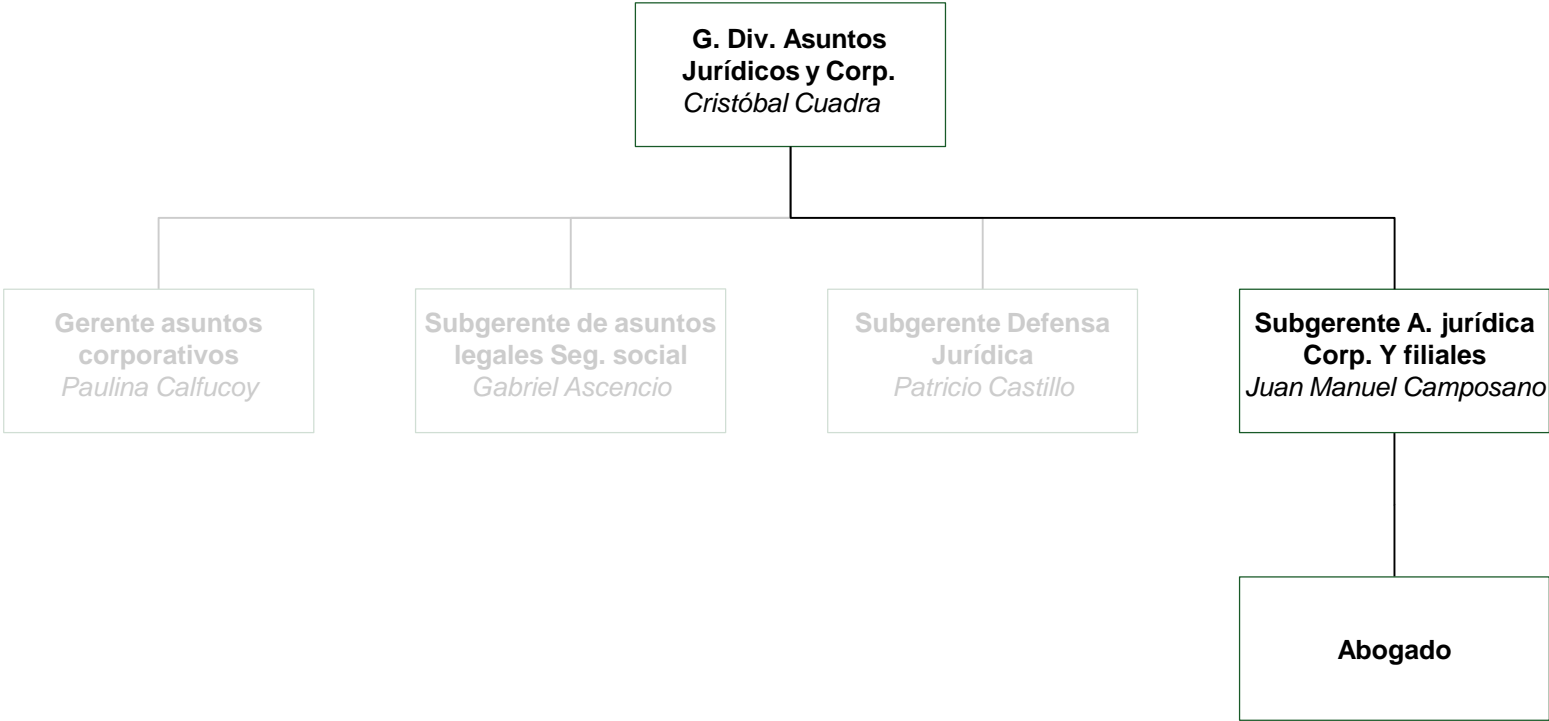 G. Div. Asuntos
Jurídicos y Corp.
Cristóbal Cuadra
Gerente asuntos
corporativos
Paulina Calfucoy
Subgerente de asuntos
legales Seg. social
Gabriel Ascencio
Subgerente Defensa
Jurídica
Patricio Castillo
Subgerente A. jurídica
Corp. Y filiales
Juan Manuel Camposano
Abogado